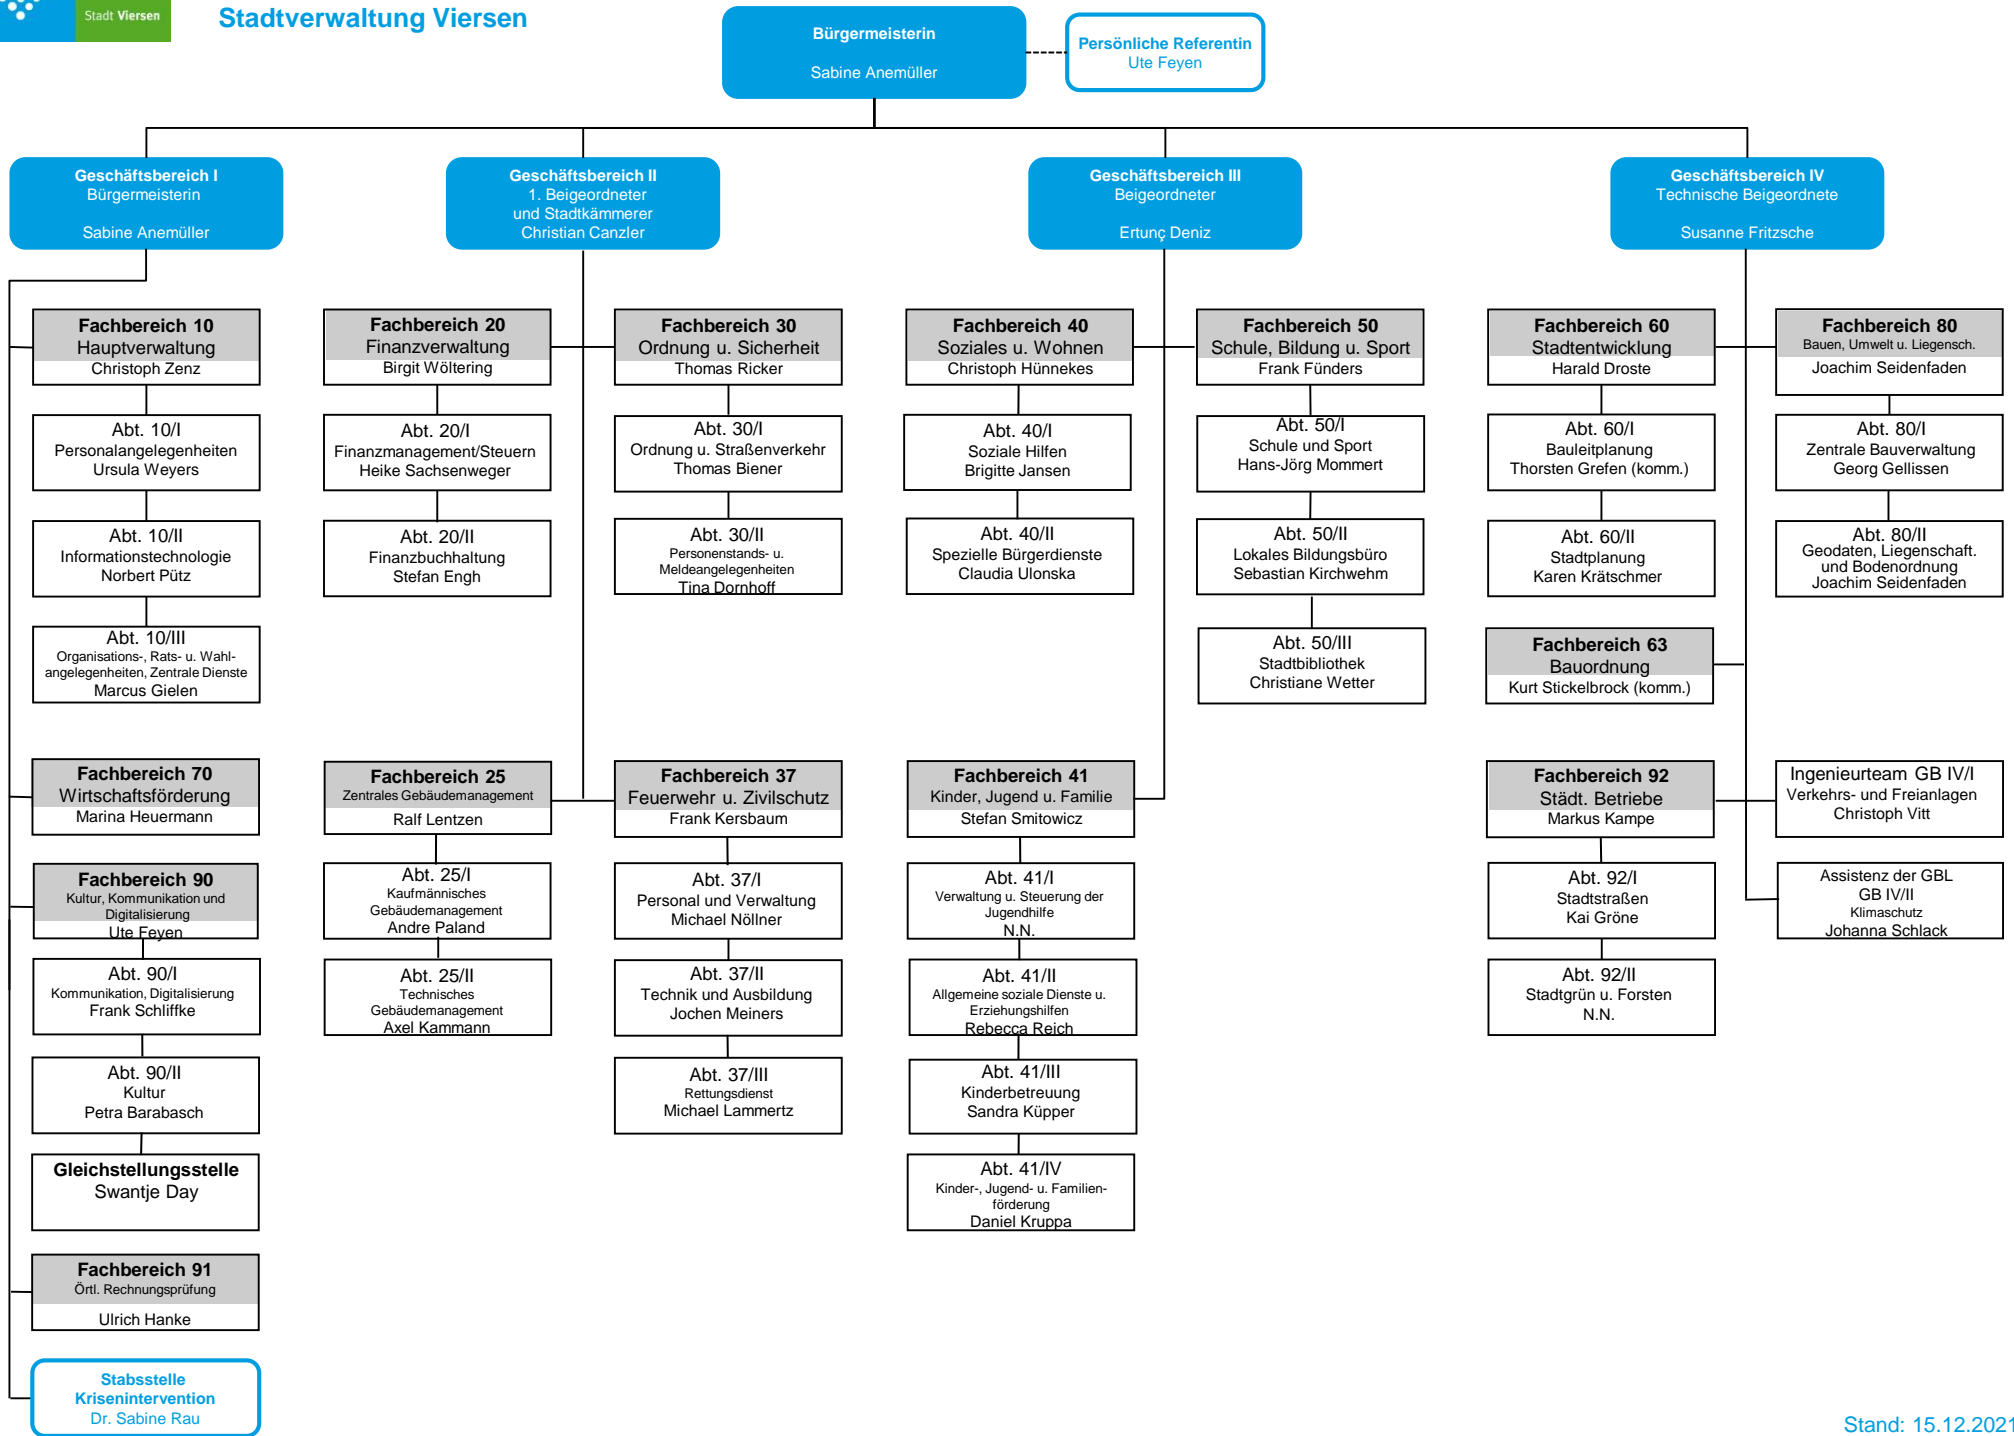 Stadt Viersen
Stadtverwaltung Viersen
Bürgermeisterin
Sabine Anemüller
Persönliche Referentin
Ute Feyen
Geschäftsbereich I
Bürgermeisterin
Sabine Anemüller
Geschäftsbereich II
1. Beigeordneter
und Stadtkämmerer
Christian Canzler
Geschäftsbereich III
Beigeordneter
Ertunç Deniz
Geschäftsbereich IV
Technische Beigeordnete
Susanne Fritzsche
Fachbereich 10
Hauptverwaltung
Christoph Zenz
Abt. 10/I
Personalangelegenheiten
Ursula Weyers
Abt. 10/II
Informationstechnologie
Norbert Pütz
Abt. 10/III
Organisations-, Rats- u. Wahl-
angelegenheiten, Zentrale Dienste
Marcus Gielen
Fachbereich 70
Wirtschaftsförderung
Marina Heuermann
Fachbereich 90
Kultur, Kommunikation und
Digitalisierung
Ute Feyen
Abt. 90/I
Kommunikation, Digitalisierung
Frank Schliffke
Abt. 90/II
Kultur
Petra Barabasch
Gleichstellungsstelle
Swantje Day
Fachbereich 91
Örtl. Rechnungsprüfung
Ulrich Hanke
Stabsstelle
Krisenintervention
Dr. Sabine Rau
Fachbereich 20
Finanzverwaltung
Birgit Wöltering
Abt. 20/I
Finanzmanagement/Steuern
Heike Sachsenweger
Abt. 20/II
Finanzbuchhaltung
Stefan Engh
Fachbereich 30
Ordnung u. Sicherheit
Thomas Ricker
Abt. 30/I
Ordnung u. Straßenverkehr
Thomas Biener
Abt. 30/II
Personenstands- u.
Meldeangelegenheiten
Tina Dornhoff
Fachbereich 25
Zentrales Gebäudemanagement
Ralf Lentzen
Abt. 25/I
Kaufmännisches
Gebäudemanagement
Andre Paland
Abt. 25/II
Technisches
Gebäudemanagement
Axel Kammann
Fachbereich 37
Feuerwehr u. Zivilschutz
Frank Kersbaum
Abt. 37/I
Personal und Verwaltung
Michael Nöllner
Abt. 37/II
Technik und Ausbildung
Jochen Meiners
Abt. 37/III
Rettungsdienst
Michael Lammertz
Fachbereich 40
Soziales u. Wohnen
Christoph Hünnekes
Abt. 40/I
Soziale Hilfen
Brigitte Jansen
Abt. 40/II
Spezielle Bürgerdienste
Claudia Ulonska
Fachbereich 50
Schule, Bildung u. Sport
Frank Fünders
Abt. 50/I
Schule und Sport
Hans-Jörg Mommert
Abt. 50/II
Lokales Bildungsbüro
Sebastian Kirchwehm
Abt. 50/III
Stadtbibliothek
Christiane Wetter
Fachbereich 41
Kinder, Jugend u. Familie
Stefan Smitowicz
Abt. 41/I
Verwaltung u. Steuerung der
Jugendhilfe
N.N.
Abt. 41/II
Allgemeine soziale Dienste u.
Erziehungshilfen
Rebecca Reich
Abt. 41/III
Kinderbetreuung
Sandra Küpper
Abt. 41/IV
Kinder-, Jugend- u. Familien-
förderung
Daniel Kruppa
Fachbereich 60
Stadtentwicklung
Harald Droste
Abt. 60/I
Bauleitplanung
Thorsten Grefen (komm.)
Abt. 60/II
Stadtplanung
Karen Krätschmer
Fachbereich 63
Bauordnung
Kurt Stickelbrock (komm.)
Fachbereich 80
Bauen, Umwelt u. Liegensch.
Joachim Seidenfaden
Abt. 80/I
Zentrale Bauverwaltung
Georg Gellissen
Abt. 80/II
Geodaten, Liegenschaft.
und Bodenordnung
Joachim Seidenfaden
Fachbereich 92
Städt. Betriebe
Markus Kampe
Abt. 92/I
Stadtstraßen
Kai Gröne
Abt. 92/II
Stadtgrün u. Forsten
N.N.
Ingenieurteam GB IV/I
Verkehrs- und Freianlagen
Christoph Vitt
Assistenz der GBL
GB IV/II
Klimaschutz
Johanna Schlack
Stand: 15.12.2021